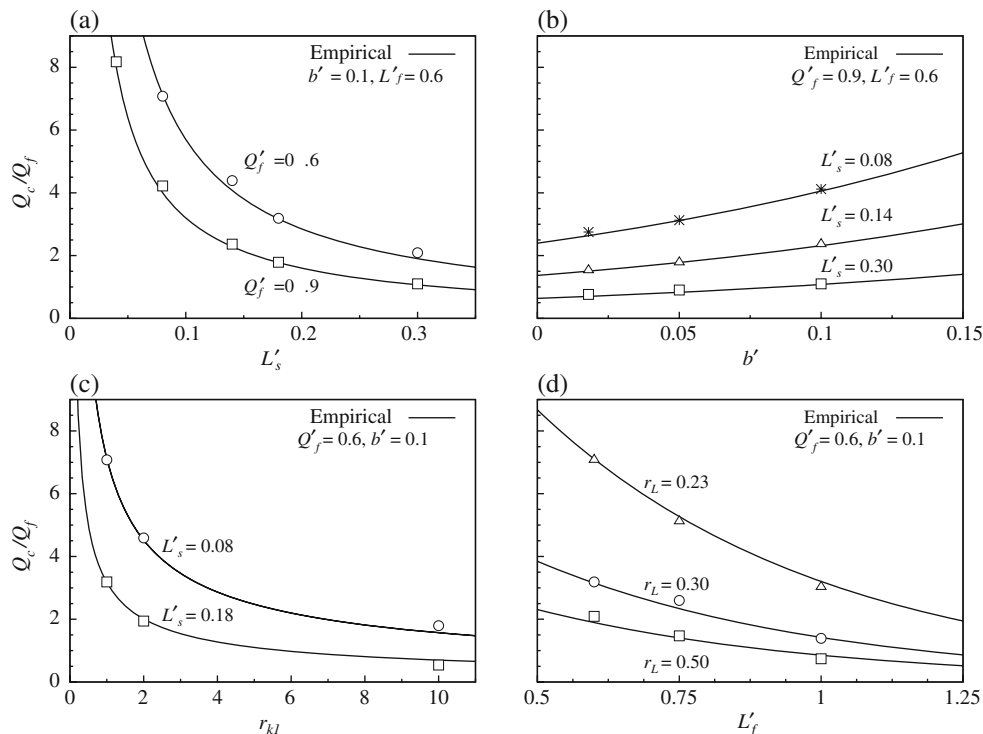 (a)
Empirical
b′ = 0.1, L′f = 0.6
Q′f = 0 .6
Q′f = 0 .9
Qc/Qf
8
6
4
2
0
0 0.1 0.2 0.3
L′s
(b)
Empirical
Q′f = 0.9, L′f = 0.6
L′s = 0.08
L′s = 0.14
L′s = 0.30
0 0.05 0.1 0.15
b′
(c)
Empirical
Q′f = 0.6, b′ = 0.1
L′s = 0.08
L′s = 0.18
Qc/Qf
8
6
4
2
0
0 2 4 6 8 10
rk1
(d)
Empirical
Q′f = 0.6, b′ = 0.1
rL = 0.23
rL = 0.30
rL = 0.50
0.5 0.75 1 1.25
L′f